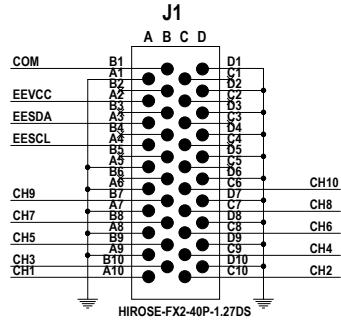 J1
A B C D
COM B1 D1
A1 C1
B2 D2
EEVCC A2 C2
B3 D3
EESDA A3 C3
B4 D4
EESCL A4 C4
B5 D5
A5 C5
B6 D6
A6 C6 CH10
CH9 B7 D7
A7 C7 CH8
CH7 B8 D8
A8 C8 CH6
CH5 B9 D9
A9 C9 CH4
CH3 B10 D10
CH1 A10 C10 CH2
HIROSE-FX2-40P-1.27DS